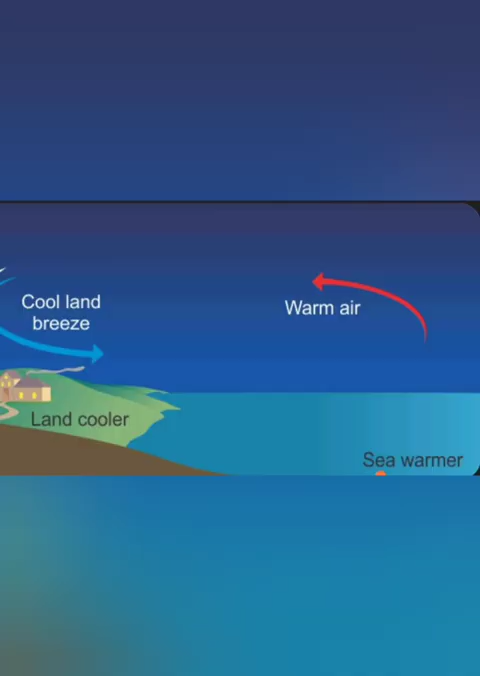 Cool land
breeze
Warm air
Land cooler
Sea warmer